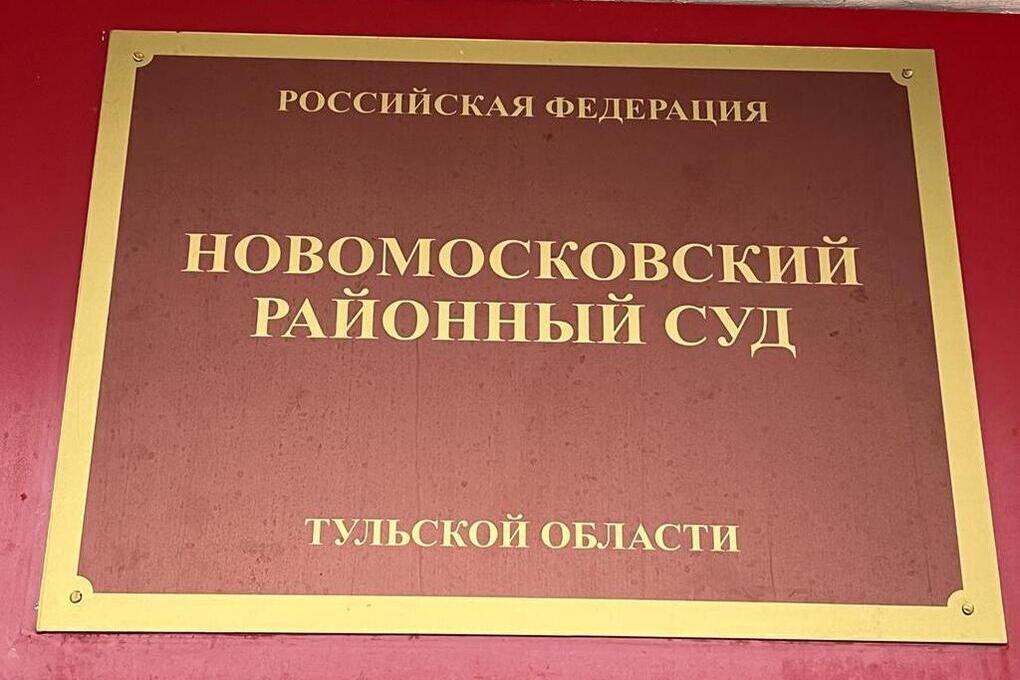 РОССИЙСКАЯ ФЕДЕРАЦИЯ
НОВОМОСКОВСКИЙ
РАЙОННЫЙ СУД
ТУЛЬСКОЙ ОБЛАСТИ